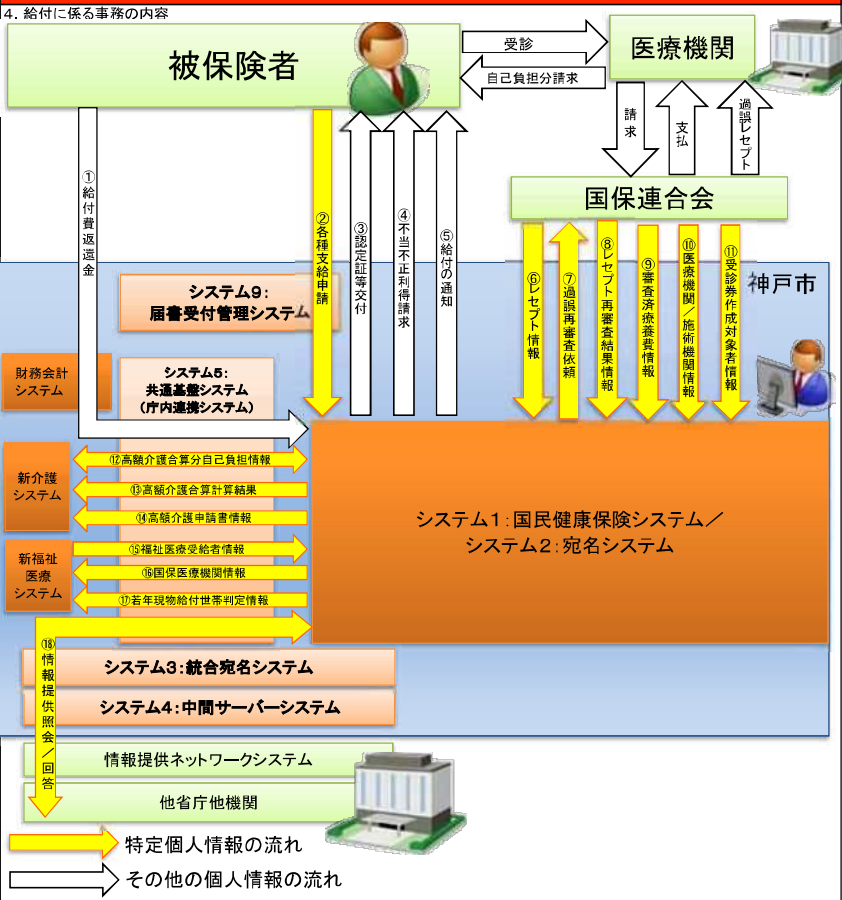 ４．給付に係る事務の内容
被保険者
受診
自己負担分請求
医療機関
請求
支払
過誤レセプト
国保連合会
①給付費返還金
②各種支給申請
③認定証等交付
④不当不正利得請求
⑤給付の通知
⑥レセプト情報
⑦過誤再審査依頼
⑧レセプト再審査結果情報
⑨審査済療養費情報
⑩医療機関／施術機関情報
⑪受診券作成対象者情報
神戸市
システム９：
届書受付管理システム
財務会計
システム
システム５：
共通基盤システム
（庁内連携システム）
新介護
システム
⑫高額介護合算分自己負担情報
⑬高額介護合算計算結果
⑭高額介護申請書情報
システム１：国民健康保険システム／
システム２：宛名システム
新福祉
医療
システム
⑮福祉医療受給者情報
⑯国保医療機関情報
⑰若年現物給付世帯判定情報
⑱情報提供照会／回答
システム３：統合宛名システム
システム４：中間サーバーシステム
情報提供ネットワークシステム
他省庁他機関
特定個人情報の流れ
その他の個人情報の流れ